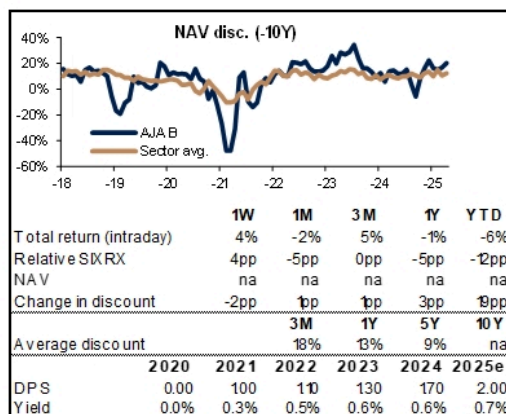 NAV disc. (-10Y)
40%
20%
0%
-20%
-40%
-60%
AJA B
Sector avg.
-18 -19 -20 -21 -22 -23 -24 -25
1W 1M 3M 1Y YTD
Total return (intraday) 4% -2% 5% -1% -6%
Relative SIXRX 4pp -5pp 0pp -5pp -12pp
NAV na na na na na
Change in discount -2pp 1pp 1pp 3pp 19pp
3M 1Y 5Y 10Y
Average discount 18% 13% 9% na
2020 2021 2022 2023 2024 2025e
DPS 0.00 100 110 130 170 2.00
Yield 0.0% 0.3% 0.5% 0.6% 0.6% 0.7%